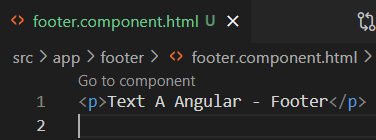 footer.component.html U
src > app > footer > footer.component.html >
Go to component
1 <p>Text A Angular - Footer</p>
2